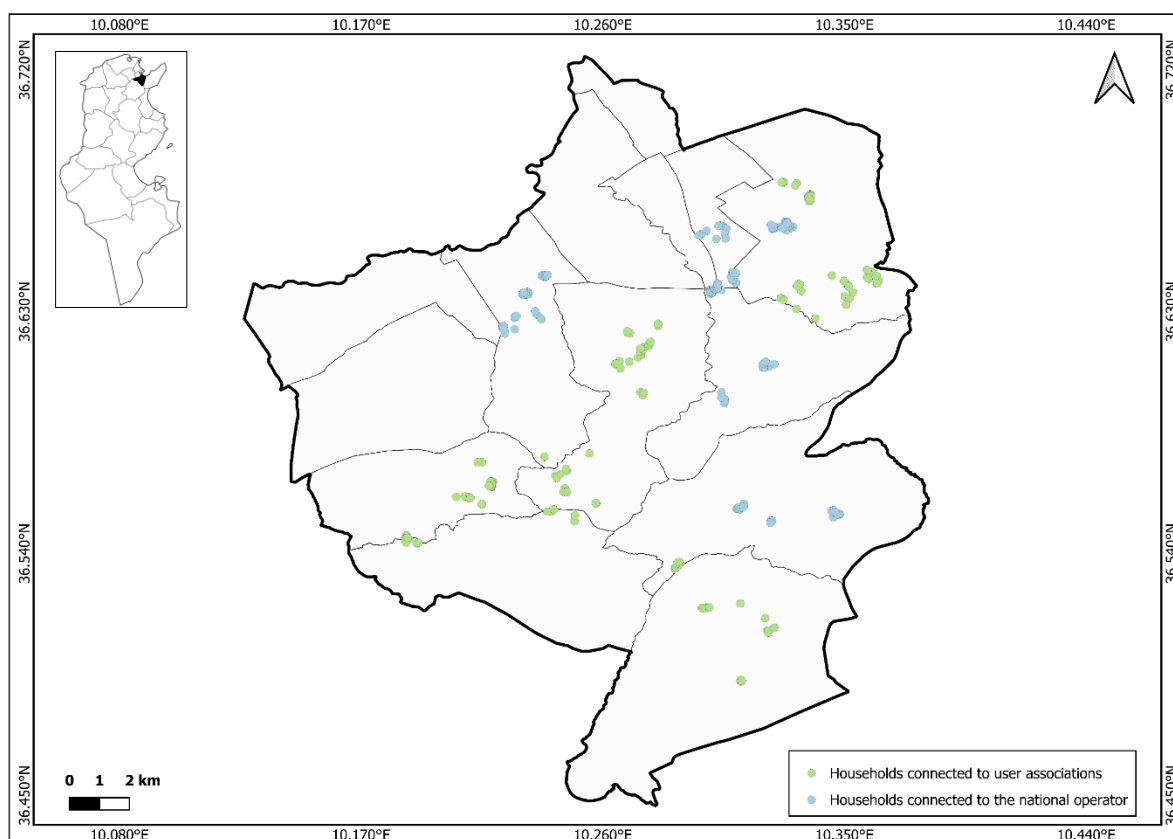 10.080°E 10.170°E 10.260°E 10.350°E 10.440°E
36.720°N 36.720°N
36.630°N 36.630°N
36.540°N 36.540°N
36.450°N 36.450°N
0 1 2 km
Households connected to user associations
Households connected to the national operator
10.080°E 10.170°E 10.260°E 10.350°E 10.440°E